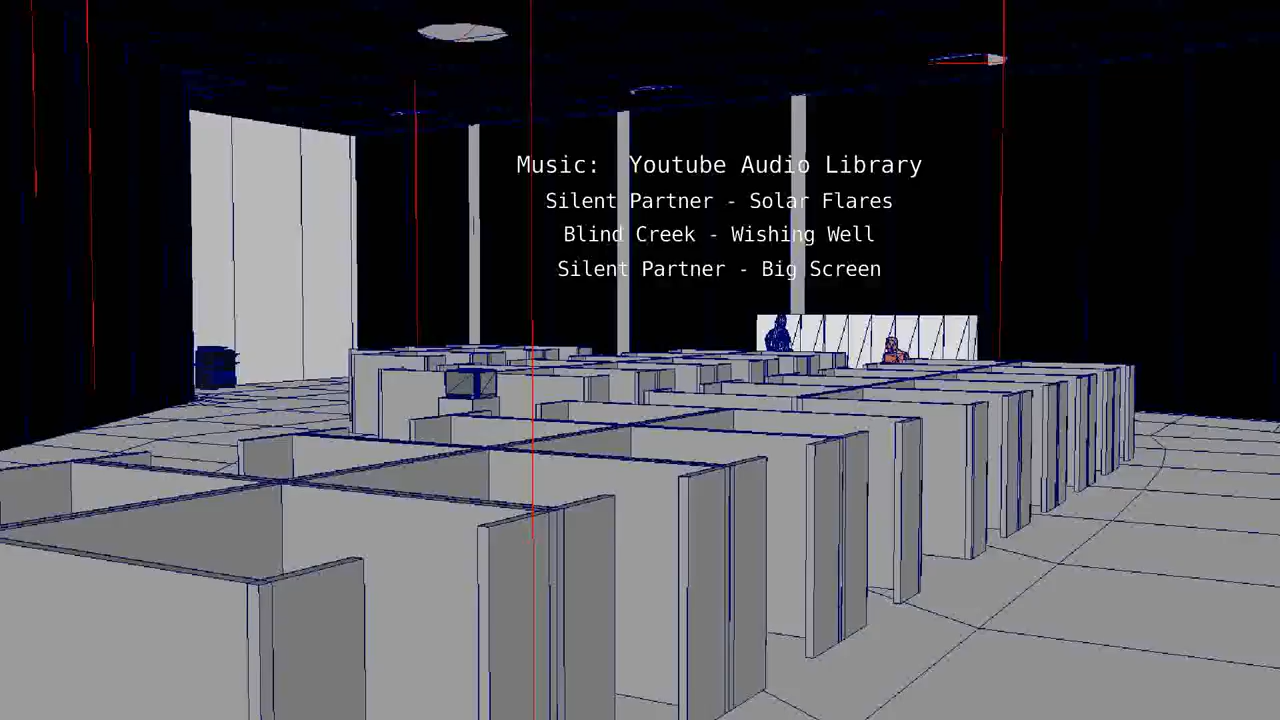 Music:  Youtube Audio Library
Silent Partner - Solar Flares
Blind Creek - Wishing Well
Silent Partner - Big Screen